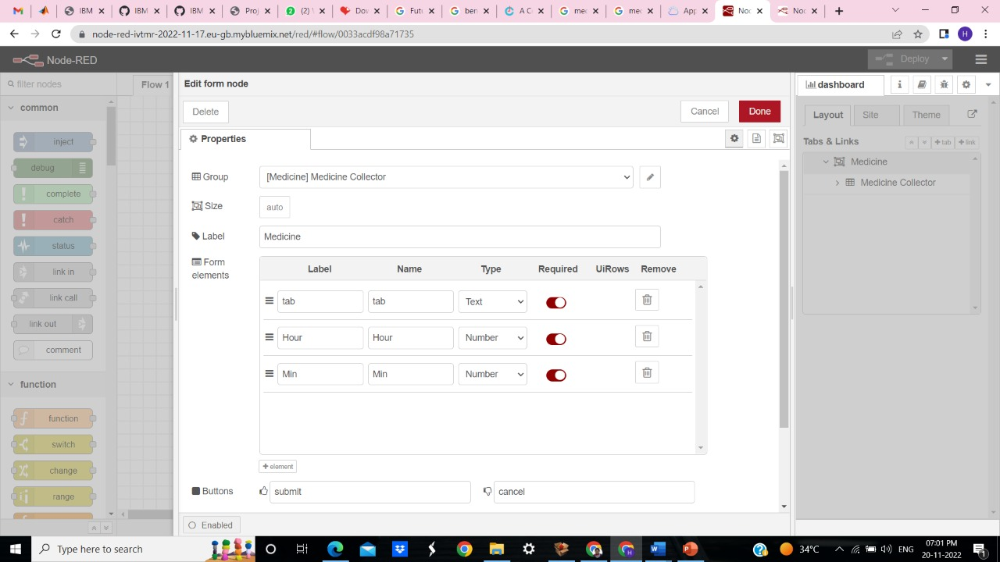 IBM IBM IBM Proj (2) \ Dov Futu ben A C mec mec App Noc Noc
node-red-ivtmr-2022-11-17.eu-gb.mybluemix.net/red/#flow/0033acdf98a71735 H
Node-RED Deploy
filter nodes Flow 1 Edit form node dashboard i
common Delete Cancel Done Layout Site Theme
inject Properties Tabs & Links tab link
debug Group [Medicine] Medicine Collector Medicine
complete Size auto Medicine Collector
catch Label Medicine
status Form elements Label Name Type Required UiRows Remove
link in tab tab Text
link call Hour Hour Number
link out Min Min Number
comment
function
function
switch
change + element
range Buttons submit cancel
Enabled
Type here to search 34°C ENG 07:01 PM
20-11-2022